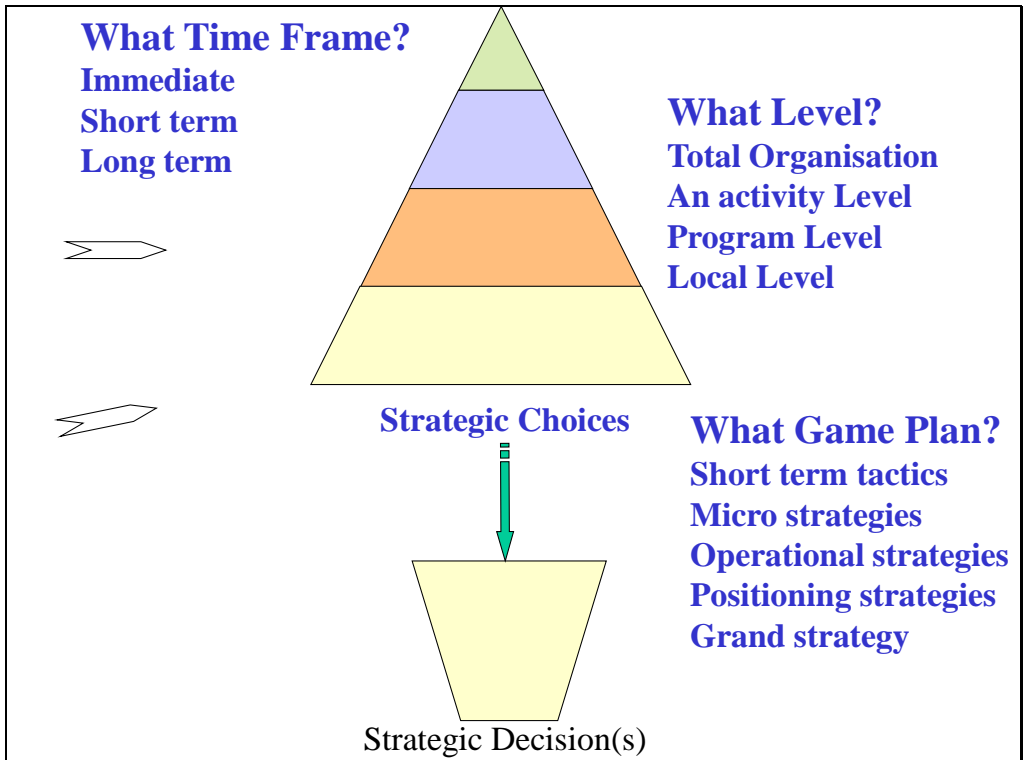 What Time Frame?
Immediate
Short term
Long term
What Level?
Total Organisation
An activity Level
Program Level
Local Level
Strategic Choices
What Game Plan?
Short term tactics
Micro strategies
Operational strategies
Positioning strategies
Grand strategy
Strategic Decision(s)